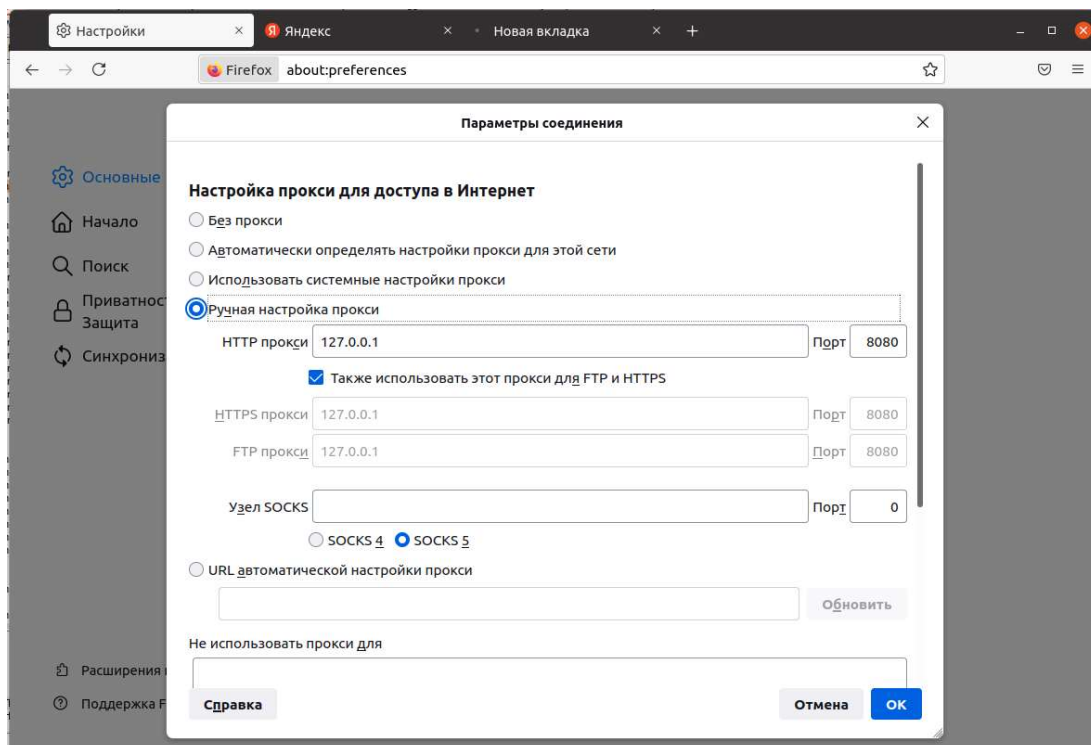 Настройки
Яндекс
Новая вкладка
Firefox about:preferences
Параметры соединения
Основные
Начало
Поиск
Приватнос
Защита
Синхрониз
Расширения
Поддержка F
Настройка прокси для доступа в Интернет
Без прокси
Автоматически определять настройки прокси для этой сети
Использовать системные настройки прокси
Ручная настройка прокси
HTTP прокси 127.0.0.1 Порт 8080
Также использовать этот прокси для FTP и HTTPS
HTTPS прокси 127.0.0.1 Порт 8080
FTP прокси 127.0.0.1 Порт 8080
Узел SOCKS Порт 0
SOCKS 4 SOCKS 5
URL автоматической настройки прокси
Обновить
Не использовать прокси для
Справка Отмена ОК